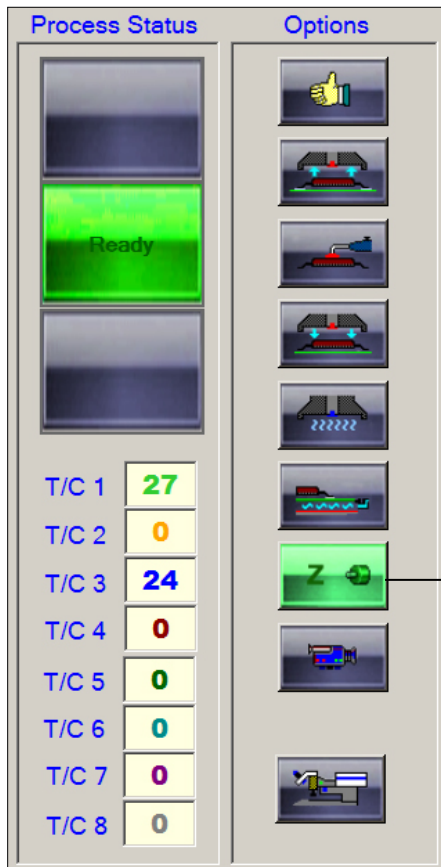 Process Status
Options
Ready
T/C 1 27
T/C 2 0
T/C 3 24
T/C 4 0
T/C 5 0
T/C 6 0
T/C 7 0
T/C 8 0
Z